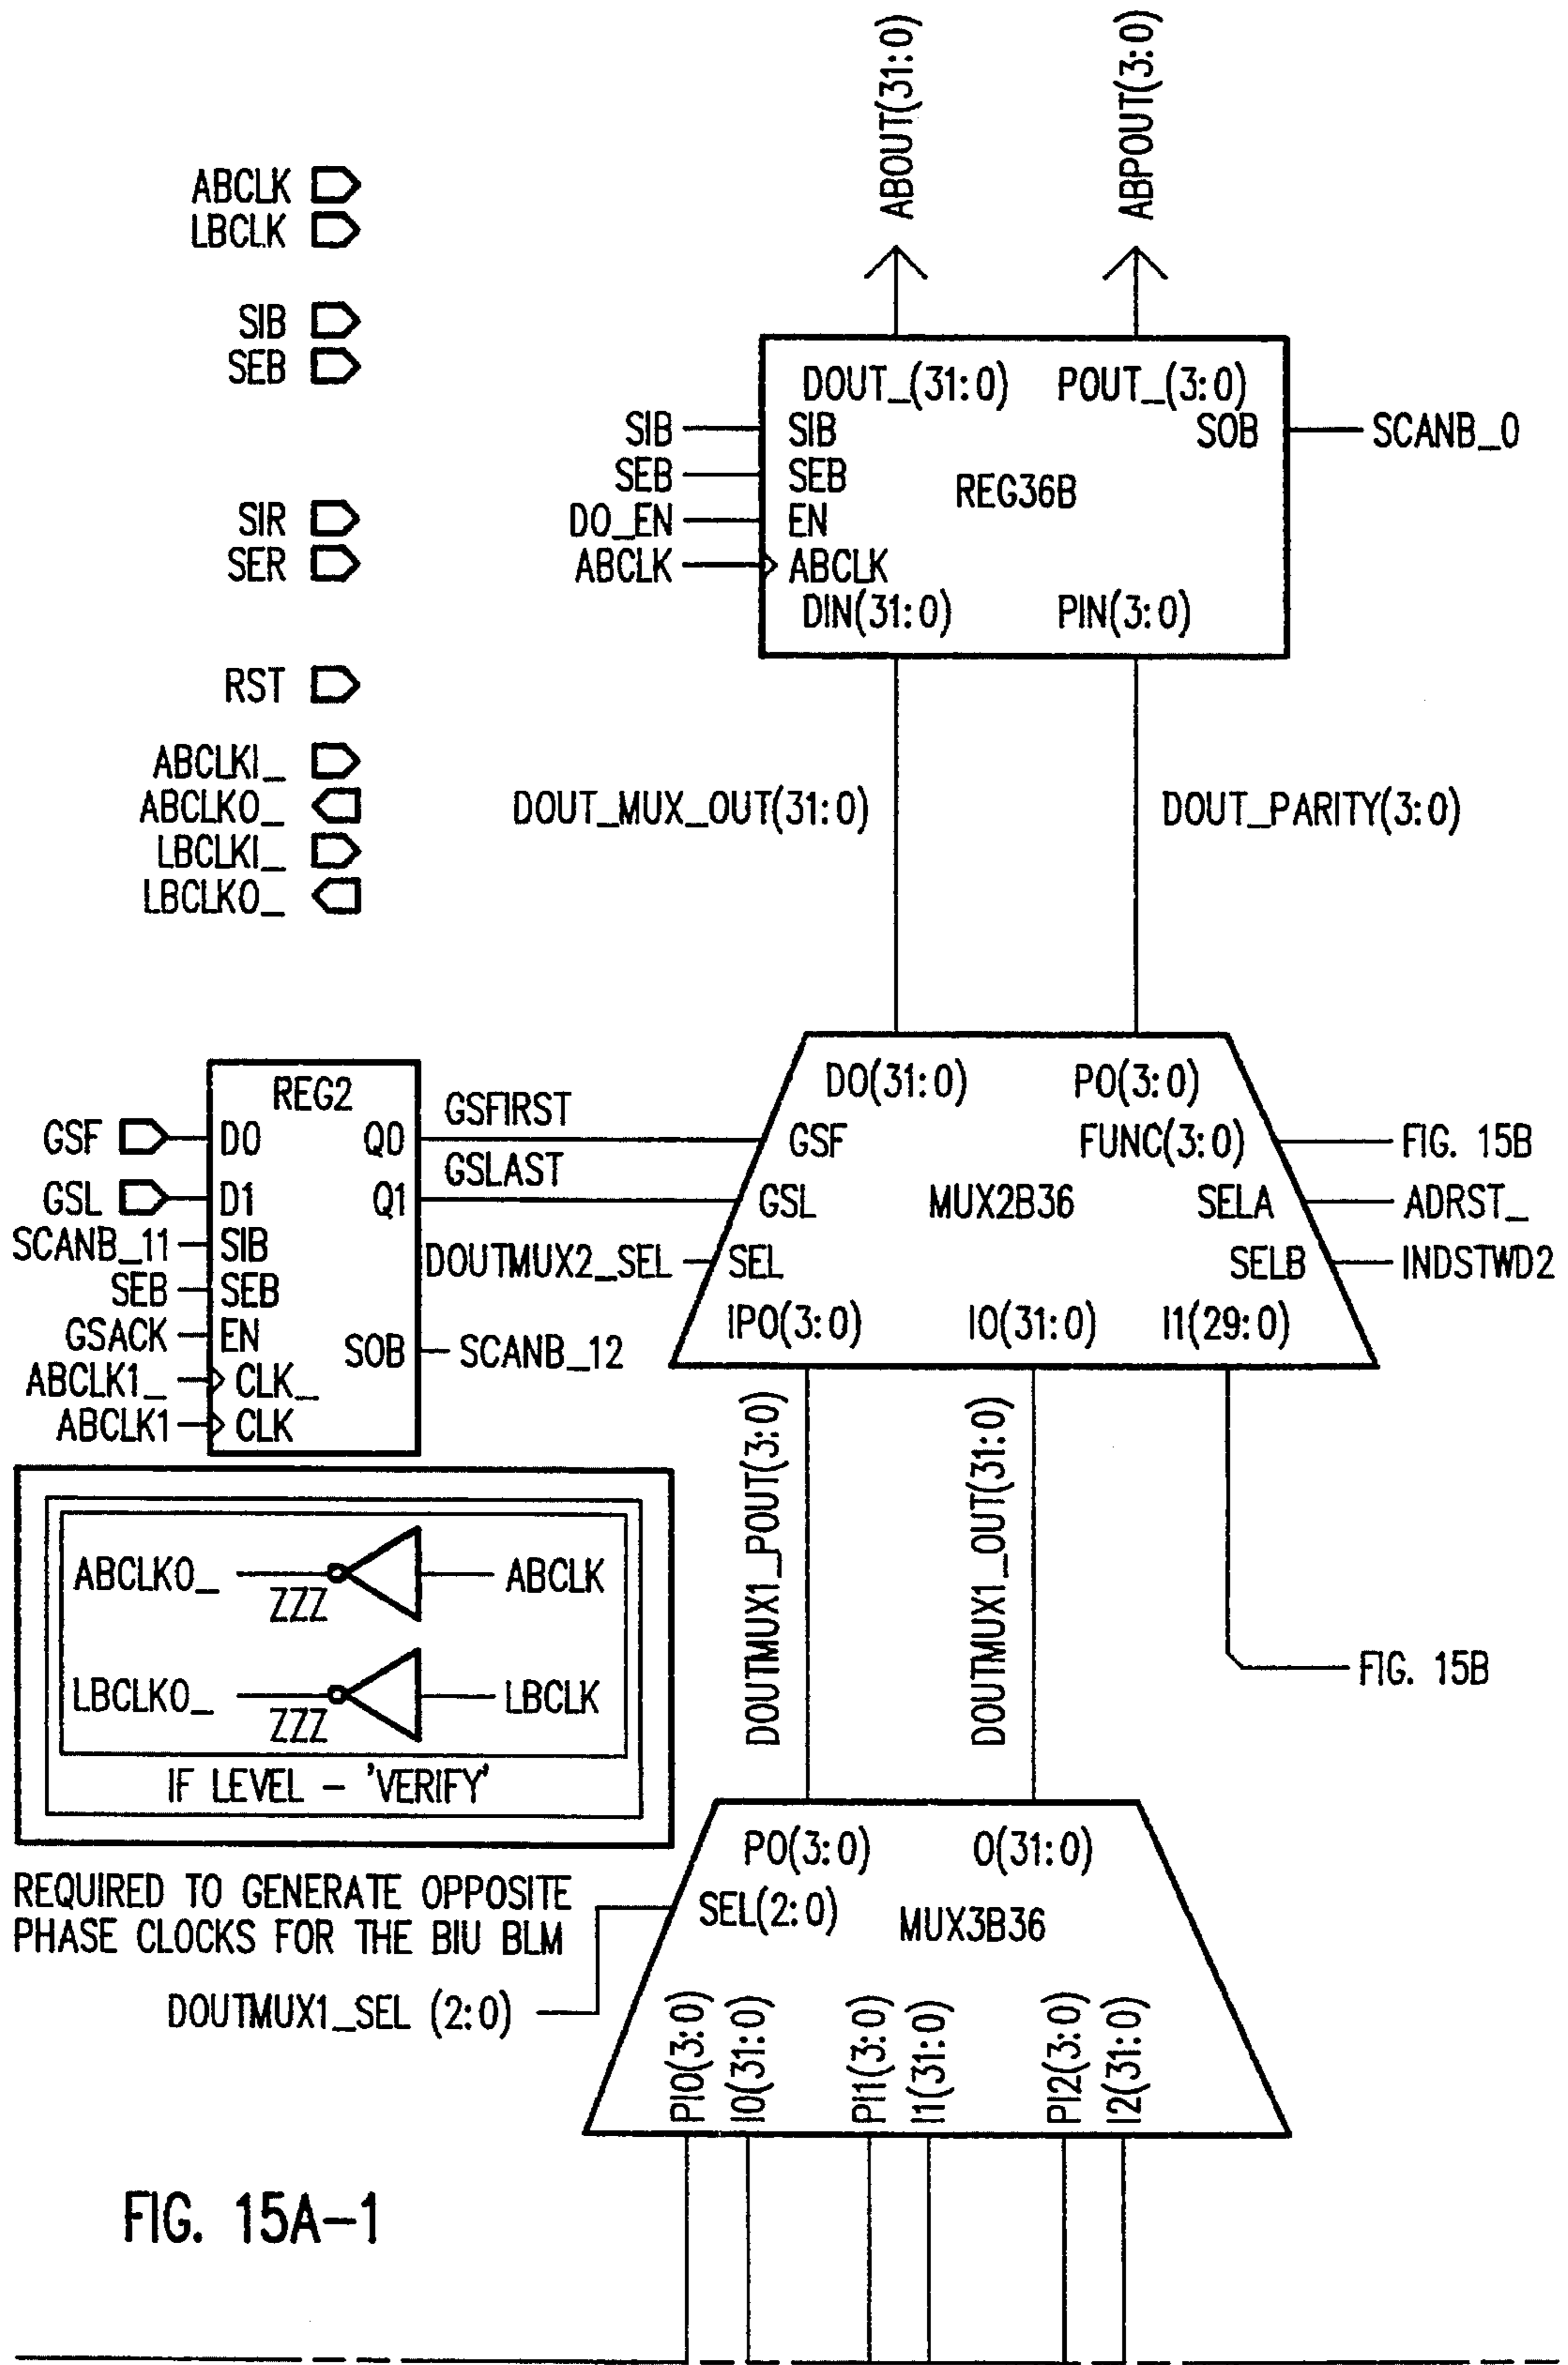 ABOUT(31:0)
ABPOUT(3:0)
ABCLK
LBCLK
SIB
SEB
SIR
SER
RST
ABCLKI_
ABCLKO_
LBCLKI_
LBCLKO_
DOUT_(31:0) POUT_(3:0)
SIB SIB SOB SCANB_0
SEB SEB REG36B
DO_EN EN
ABCLK ABCLK
DIN(31:0) PIN(3:0)
DOUT_MUX_OUT(31:0) DOUT_PARITY(3:0)
REG2
GSF D0 Q0 GSFIRST
GSL D1 Q1 GSLAST
SCANB_11 SIB
SEB SEB
GSACK EN SOB SCANB_12
ABCLK1_ CLK_
ABCLK1 CLK
DO(31:0) PO(3:0)
GSF FUNC(3:0) FIG. 15B
GSL MUX2B36 SELA ADRST_
DOUTMUX2_SEL SEL SELB INDSTWD2
IPO(3:0) I0(31:0) I1(29:0)
ABCLKO_ ZZZ ABCLK
LBCLKO_ ZZZ LBCLK
IF LEVEL - 'VERIFY'
REQUIRED TO GENERATE OPPOSITE
PHASE CLOCKS FOR THE BIU BLM
DOUTMUX1_POUT(3:0)
DOUTMUX1_OUT(31:0)
FIG. 15B
PO(3:0) O(31:0)
SEL(2:0) MUX3B36
DOUTMUX1_SEL (2:0)
PI0(3:0)
I0(31:0)
PI1(3:0)
I1(31:0)
PI2(3:0)
I2(31:0)
FIG. 15A-1